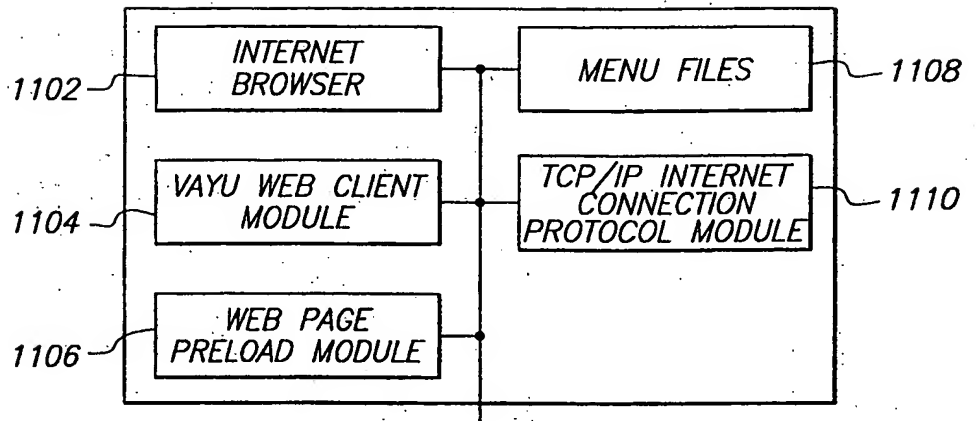 1102
INTERNET
BROWSER
MENU FILES
1108
1104
VAYU WEB CLIENT
MODULE
TCP/IP INTERNET
CONNECTION
PROTOCOL MODULE
1110
1106
WEB PAGE
PRELOAD MODULE